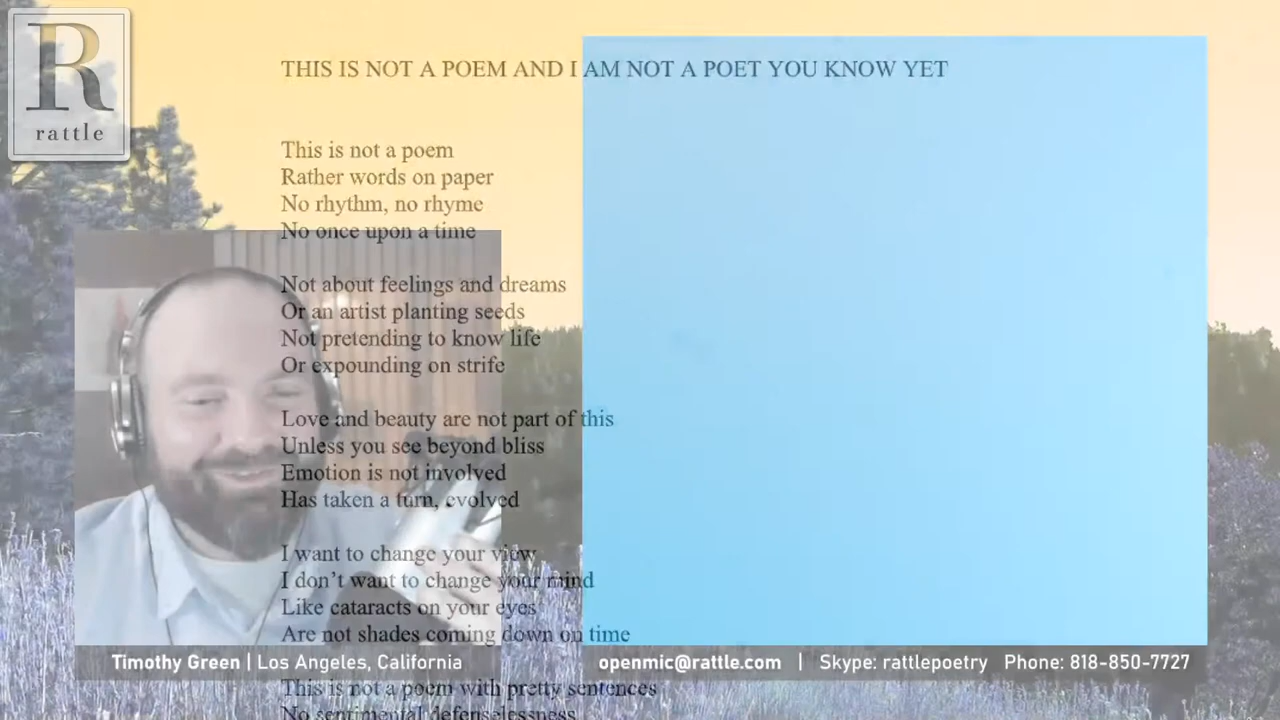 R
rattle
THIS IS NOT A POEM AND I AM NOT A POET YOU KNOW YET
This is not a poem
Rather words on paper
No rhythm, no rhyme
No once upon a time
Not about feelings and dreams
Or an artist planting seeds
Not pretending to know life
Or expounding on strife
Love and beauty are not part of this
Unless you see beyond bliss
Emotion is not involved
Has taken a turn, evolved
I want to change your view
I don't want to change your mind
Like cataracts on your eyes
Are not shades coming down on time
Timothy Green | Los Angeles, California
openmic@rattle.com | Skype: rattlepoetry Phone: 818-850-7727
This is not a poem with pretty sentences
No sentimental defenselessness